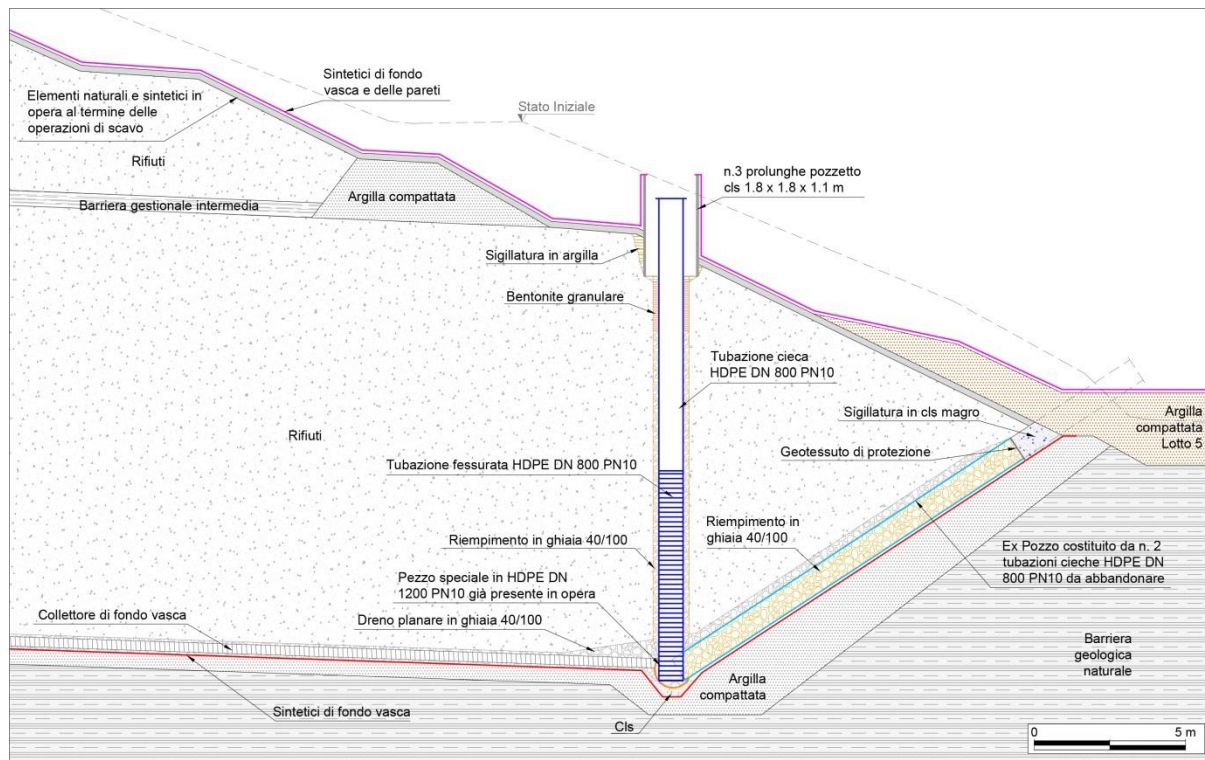 Sintetici di fondo
vasca e delle pareti
Elementi naturali e sintetici in
opera al termine delle
operazioni di scavo
Stato Iniziale
Rifiuti
n.3 prolunghe pozzetto
cls 1.8 x 1.8 x 1.1 m
Argilla compattata
Barriera gestionale intermedia
Sigillatura in argilla
Bentonite granulare
Tubazione cieca
HDPE DN 800 PN10
Sigillatura in cls magro
Argilla
compattata
Lotto 5
Rifiuti
Geotessuto di protezione
Tubazione fessurata HDPE DN 800 PN10
Riempimento in
ghiaia 40/100
Riempimento in ghiaia 40/100
Ex Pozzo costituito da n. 2
tubazioni cieche HDPE DN
800 PN10 da abbandonare
Pezzo speciale in HDPE DN
1200 PN10 già presente in opera
Collettore di fondo vasca
Dreno planare in ghiaia 40/100
Barriera
geologica
naturale
Argilla
compattata
Sintetici di fondo vasca
Cls
0
5 m